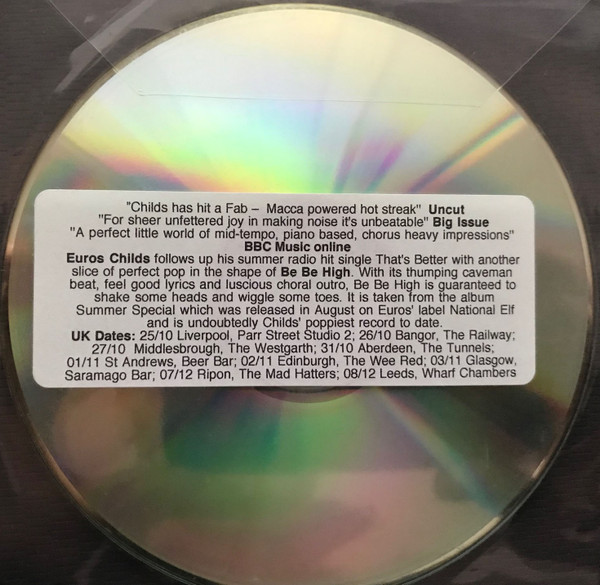 "Childs has hit a Fab – Macca powered hot streak" Uncut
"For sheer unfettered joy in making noise it's unbeatable" Big Issue
"A perfect little world of mid-tempo, piano based, chorus heavy impressions"
BBC Music online
Euros Childs follows up his summer radio hit single That's Better with another
slice of perfect pop in the shape of Be Be High. With its thumping caveman
beat, feel good lyrics and luscious choral outro, Be Be High is guaranteed to
shake some heads and wiggle some toes. It is taken from the album
Summer Special which was released in August on Euros' label National Elf
and is undoubtedly Childs' poppiest record to date.
UK Dates: 25/10 Liverpool, Parr Street Studio 2; 26/10 Bangor, The Railway;
27/10 Middlesbrough, The Westgarth; 31/10 Aberdeen, The Tunnels;
01/11 St Andrews, Beer Bar; 02/11 Edinburgh, The Wee Red; 03/11 Glasgow,
Saramago Bar; 07/12 Ripon, The Mad Hatters; 08/12 Leeds, Wharf Chambers